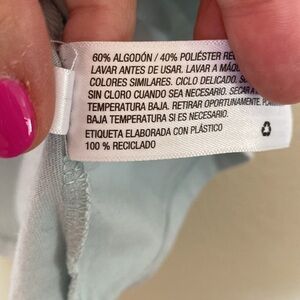 60% ALGODÓN / 40% POLIÉSTER
LAVAR ANTES DE USAR. LAVAR A
COLORES SIMILARES. CICLO DELICADO.
SIN CLORO CUANDO SEA NECESARIO. SECAR A
TEMPERATURA BAJA. RETIRAR OPORTUNAMENTE.
BAJA TEMPERATURA SI ES NECESARIO.
ETIQUETA ELABORADA CON PLÁSTICO
100 % RECICLADO